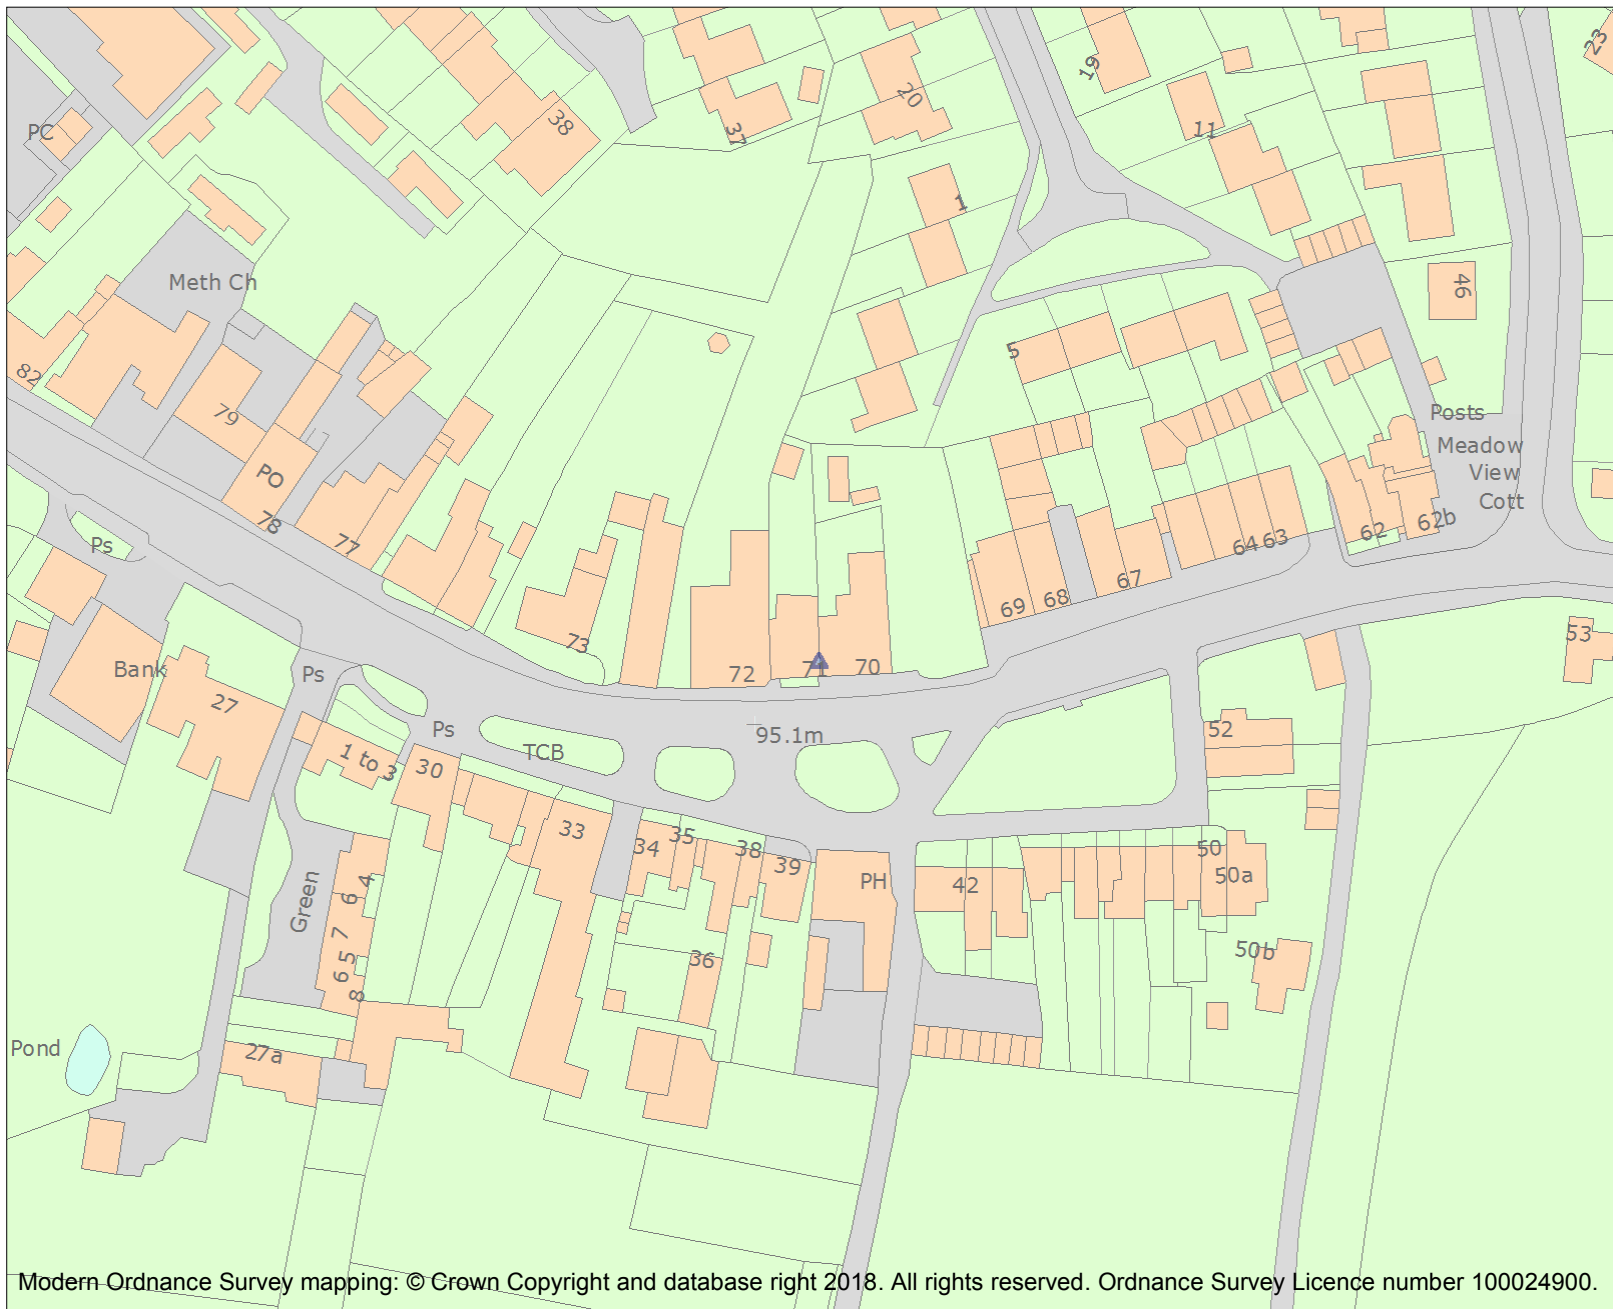 23
19
20
38
37
11
PC
1
Meth Ch
46
5
82
79
Posts
Meadow
View
Cott
PO
78
77
62
62b
64
63
Ps
67
68
69
73
53
Bank
72
71
70
Ps
27
Ps
TCB
95.1m
52
1 to 3
30
33
34
35
38
39
PH
42
50
50a
4
6
Green
7
5
6
8
36
50b
Pond
27a
Modern Ordnance Survey mapping: © Crown Copyright and database right 2018. All rights reserved. Ordnance Survey Licence number 100024900.